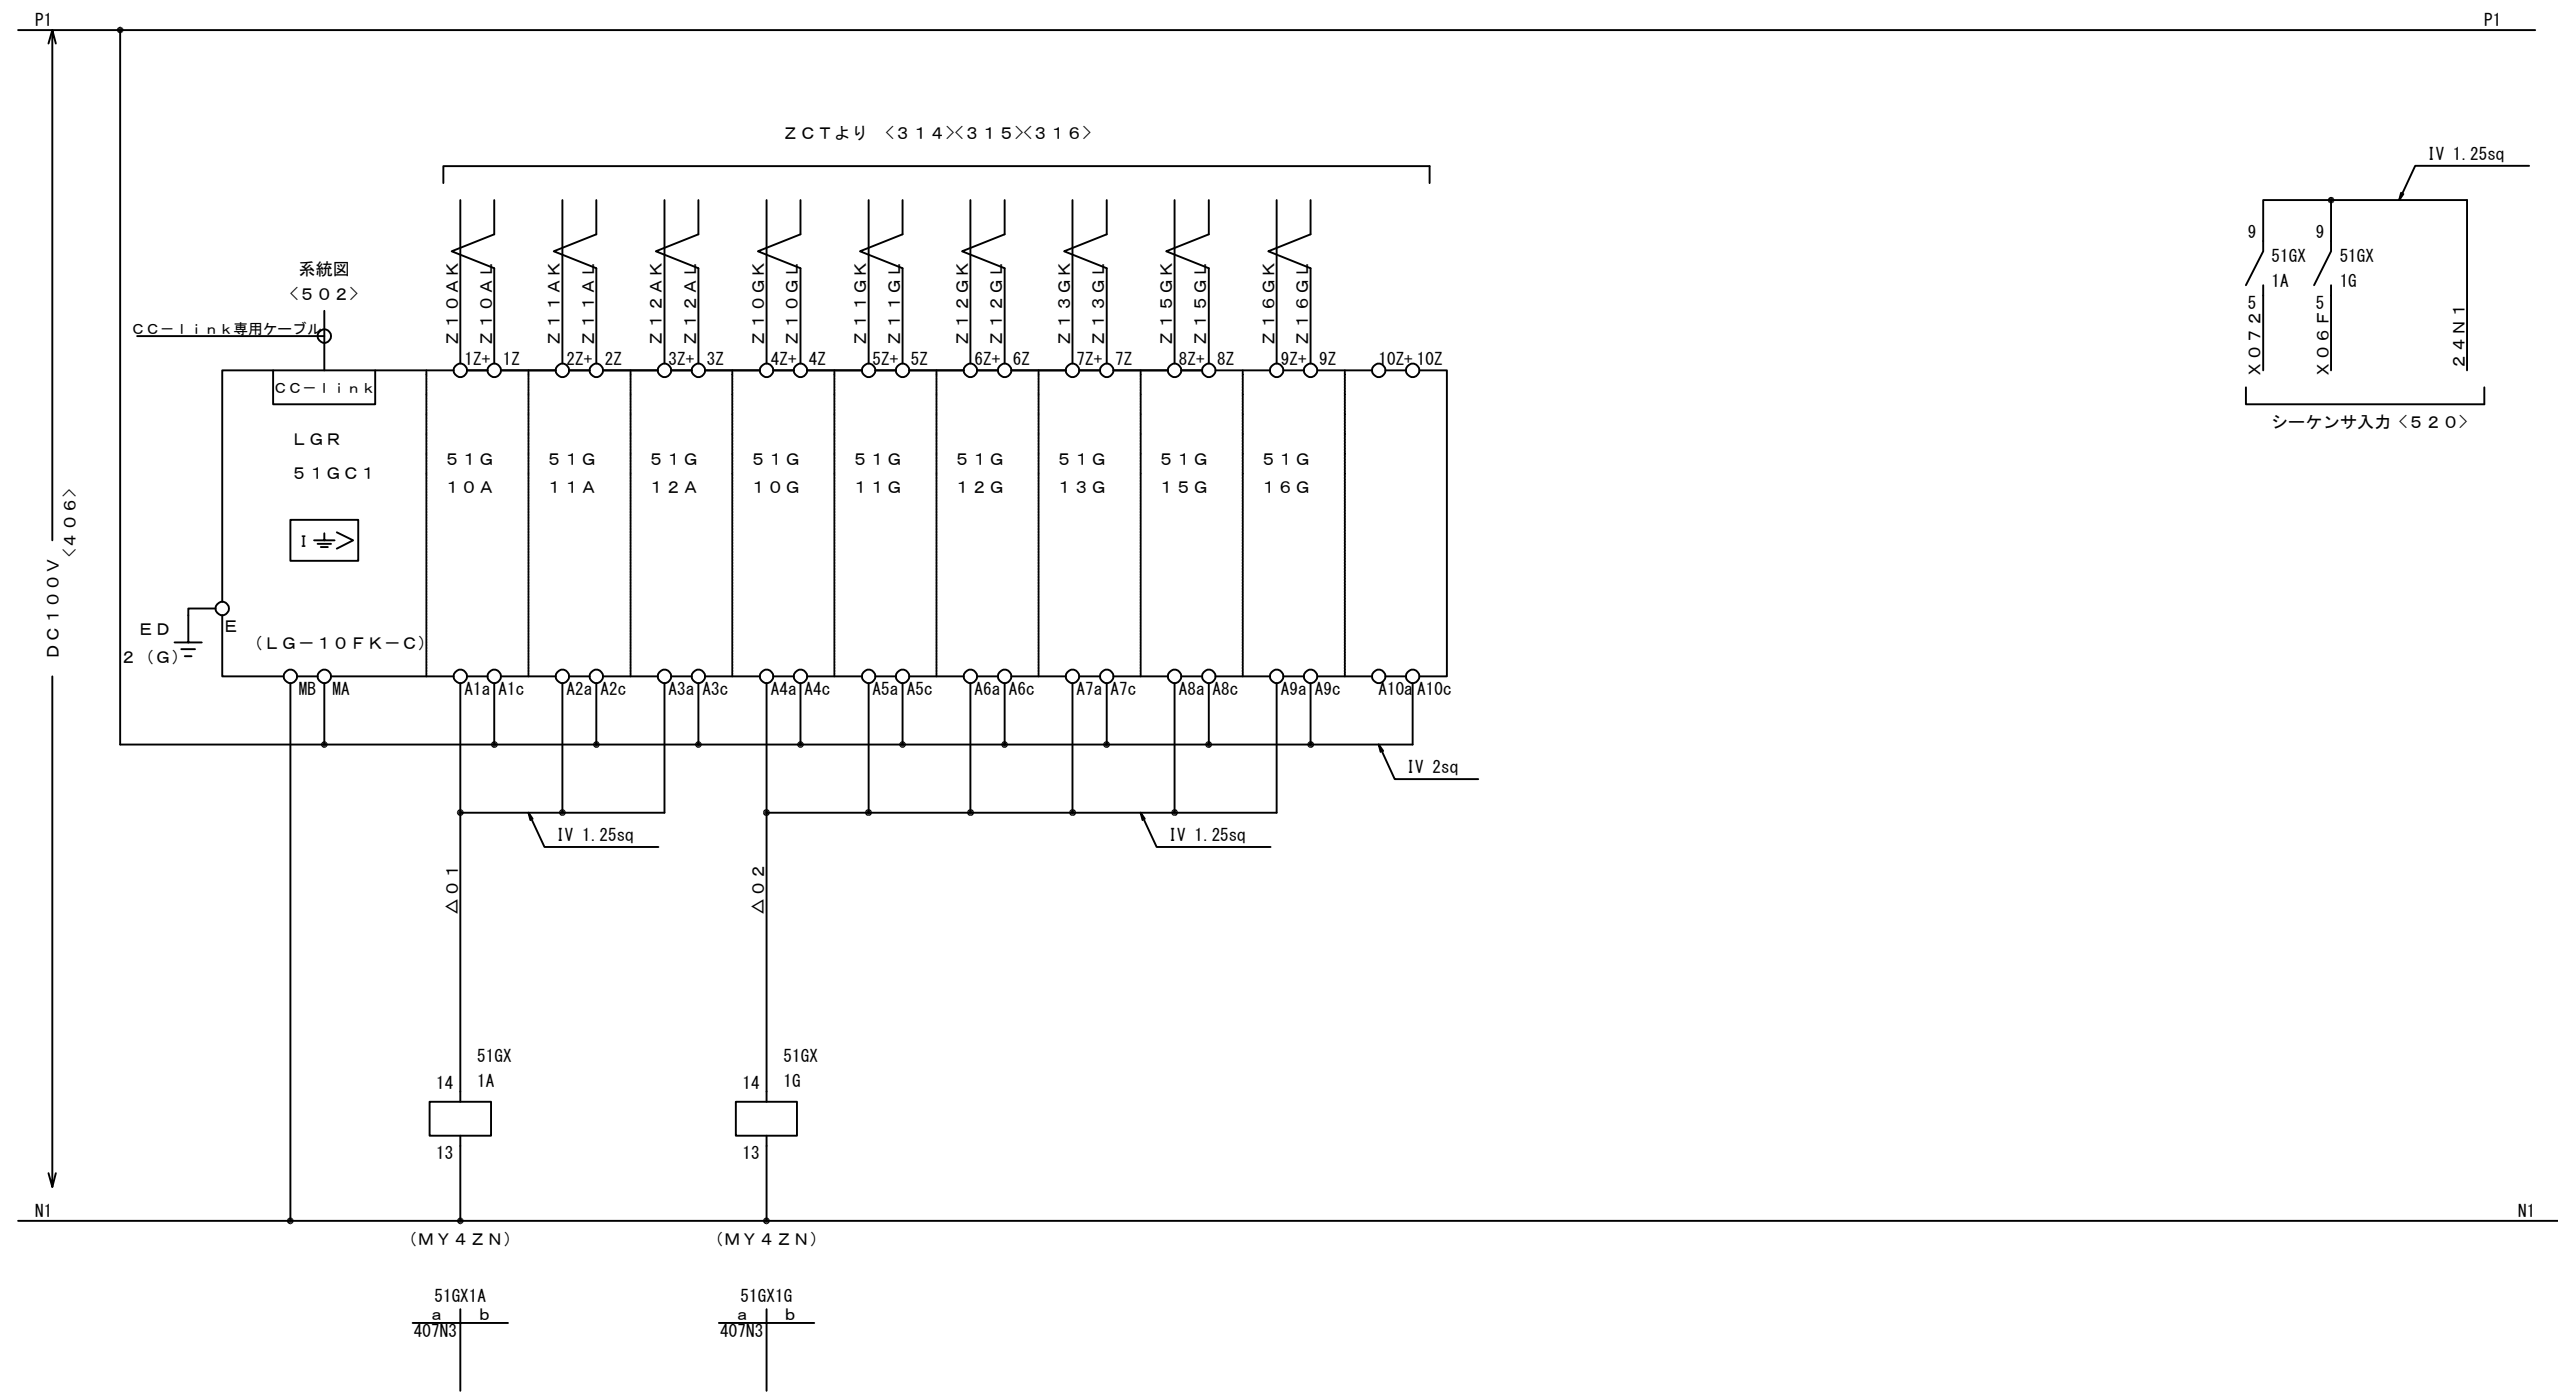 P1
P1
ZCTより <314><315><316>
IV 1.25sq
系統図
<502>
CC-link専用ケーブル
Z10AK
Z10AL
Z11AK
Z11AL
Z12AK
Z12AL
Z10GK
Z10GL
Z11GK
Z11GL
Z12GK
Z12GL
Z13GK
Z13GL
Z15GK
Z15GL
Z16GK
Z16GL
9
9
51GX
1A
51GX
1G
5
5
X072
X06F
24N1
シーケンサ入力<520>
1Z+ 1Z
2Z+ 2Z
3Z+ 3Z
4Z+ 4Z
5Z+ 5Z
6Z+ 6Z
7Z+ 7Z
8Z+ 8Z
9Z+ 9Z
10Z+ 10Z
CC-link
LGR
51GC1
51G
10A
51G
11A
51G
12A
51G
10G
51G
11G
51G
12G
51G
13G
51G
15G
51G
16G
I
DC100V
<406>
E
ED
2(G)
(LG-10FK-C)
MB MA
A1a A1c
A2a A2c
A3a A3c
A4a A4c
A5a A5c
A6a A6c
A7a A7c
A8a A8c
A9a A9c
A10a A10c
IV 2sq
IV 1.25sq
IV 1.25sq
△01
△02
51GX
1A
14
13
51GX
1G
14
13
N1
N1
(MY4ZN)
(MY4ZN)
51GX1A
a b
407N3
51GX1G
a b
407N3